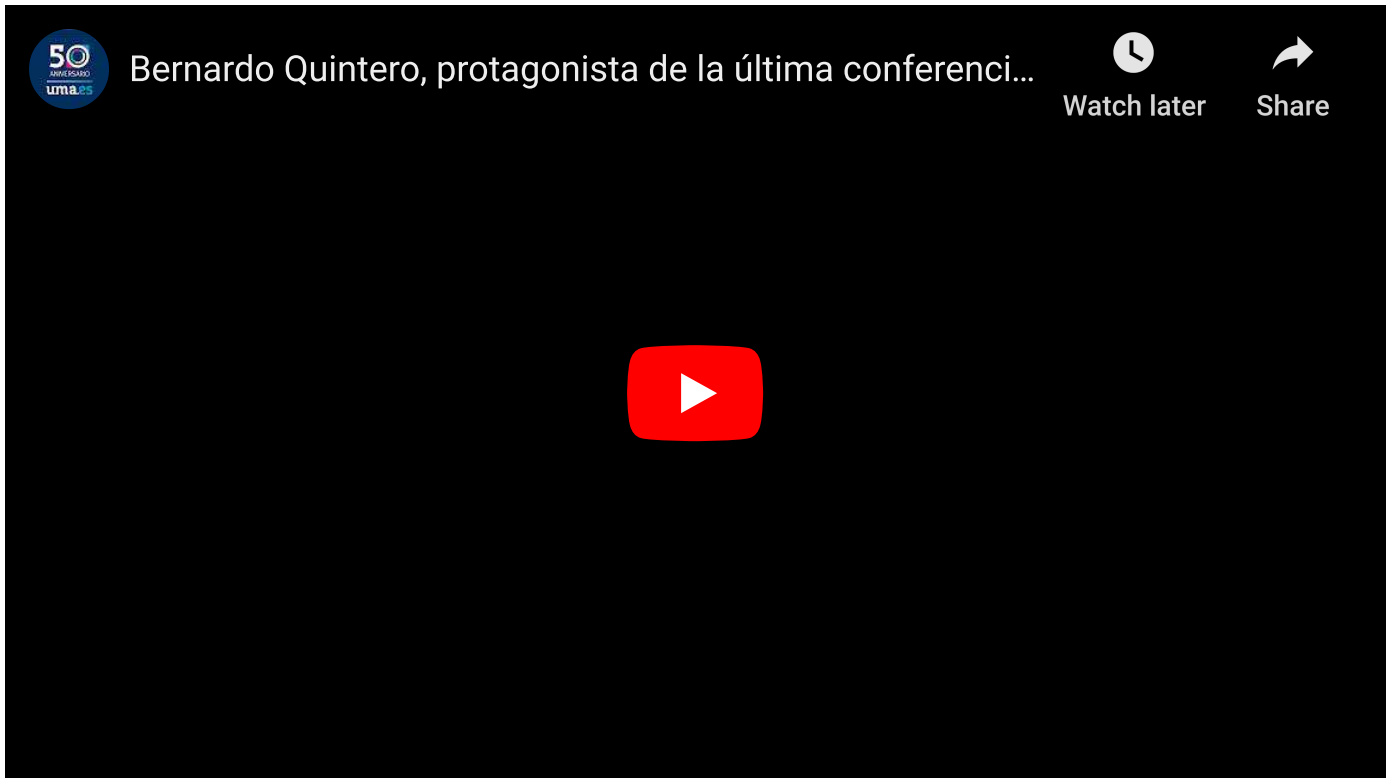 50
ANIVERSARIO
uma.es
Bernardo Quintero, protagonista de la última conferenci...
Watch later
Share